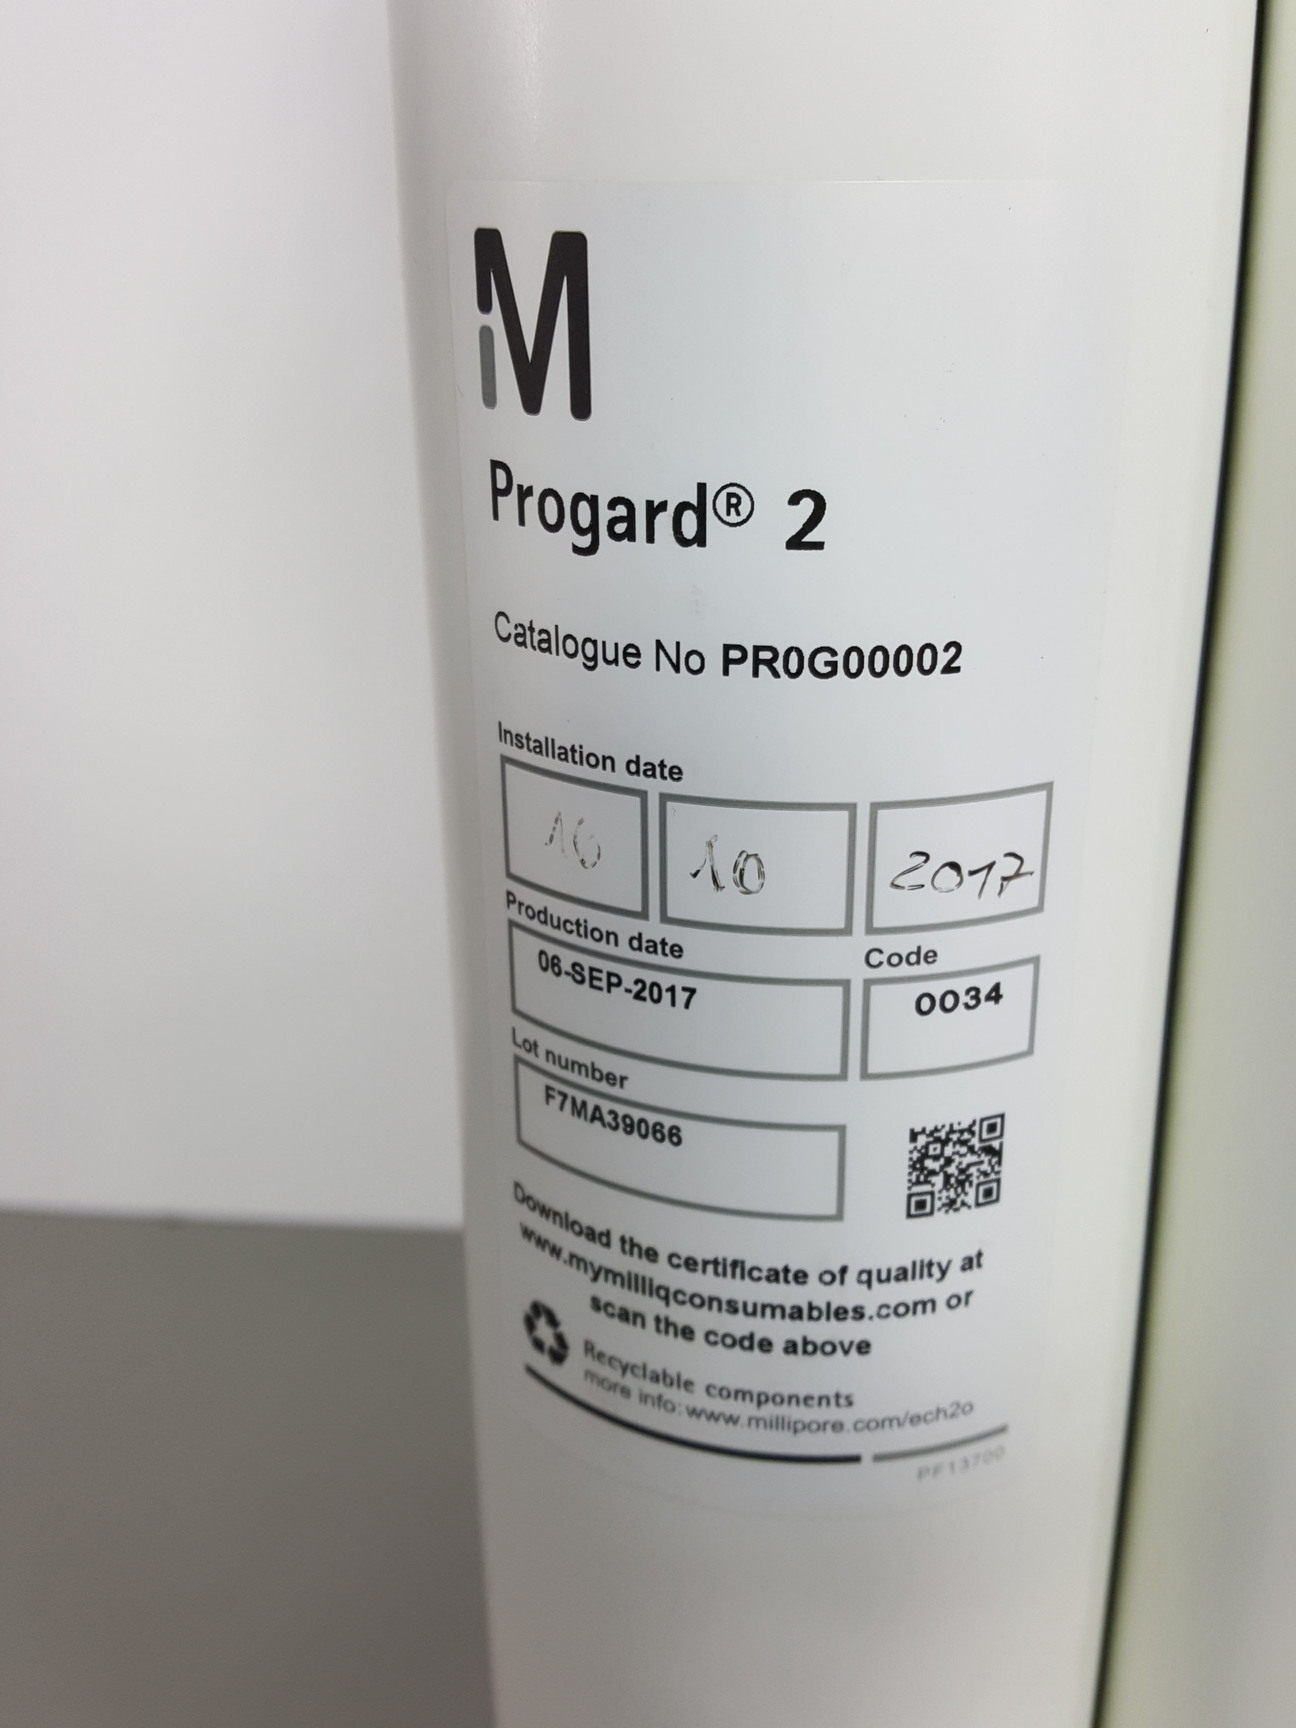 M
Progard® 2
Catalogue No PR0G00002
Installation date
16 10 2017
Production date
Code
06-SEP-2017
0034
Lot number
F7MA39066
Download the certificate of quality at
www.mymilliqconsumables.com or
scan the code above
Recyclable components
more info: www.millipore.com/ech2o
PF13700